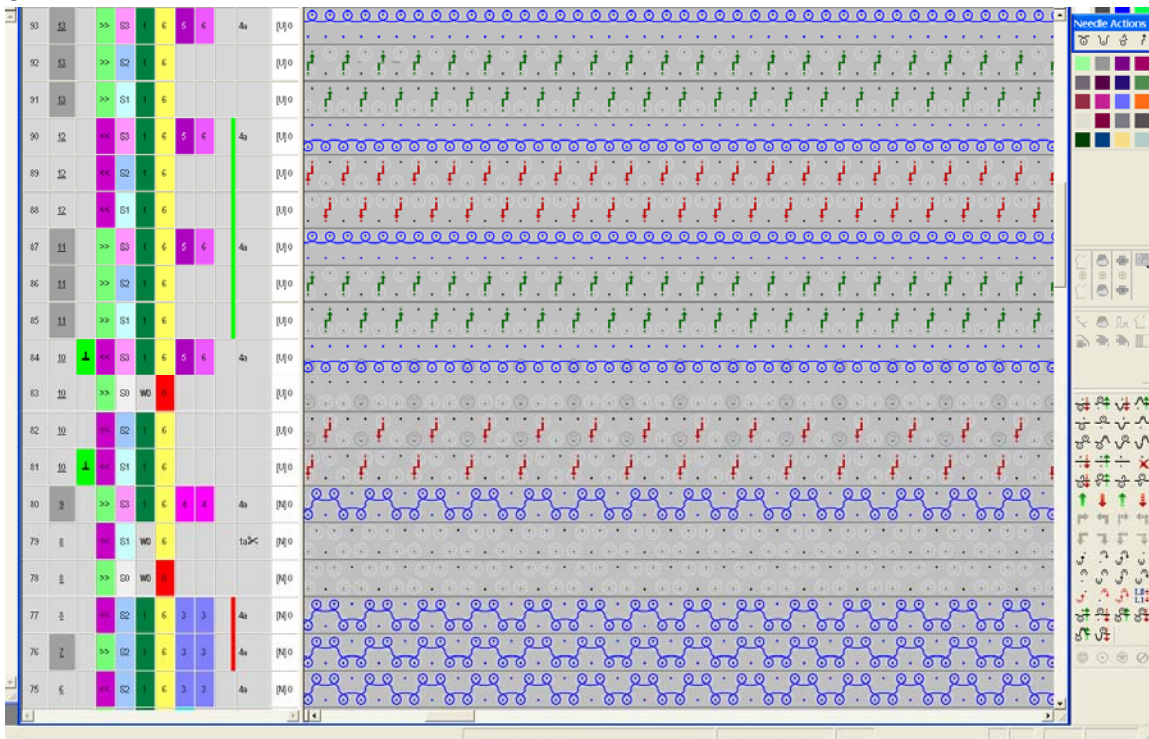 93 13 >> S3 1 6 5 6 4a [U]0
Needle Actions
92 13 >> S2 1 6 [U]0
91 13 >> S1 1 6 [U]0
90 12 << S3 1 6 5 6 4a [U]0
89 12 << S2 1 6 [U]0
88 12 << S1 1 6 [U]0
87 11 >> S3 1 6 5 6 4a [U]0
86 11 >> S2 1 6 [U]0
85 11 >> S1 1 6 [U]0
84 10 << S3 1 6 5 6 4a [U]0
83 10 >> S0 W0 0 [U]0
82 10 << S2 1 6 [U]0
81 10 << S1 1 6 [U]0
80 9 >> S3 1 6 4 4 4a [N]0
79 8 << S1 W0 6 1a [N]0
78 8 >> S0 W0 0 [N]0
77 8 << S2 1 6 3 3 4a [N]0
76 7 >> S2 1 6 3 3 4a [N]0
75 6 << S2 1 6 3 3 4a [N]0